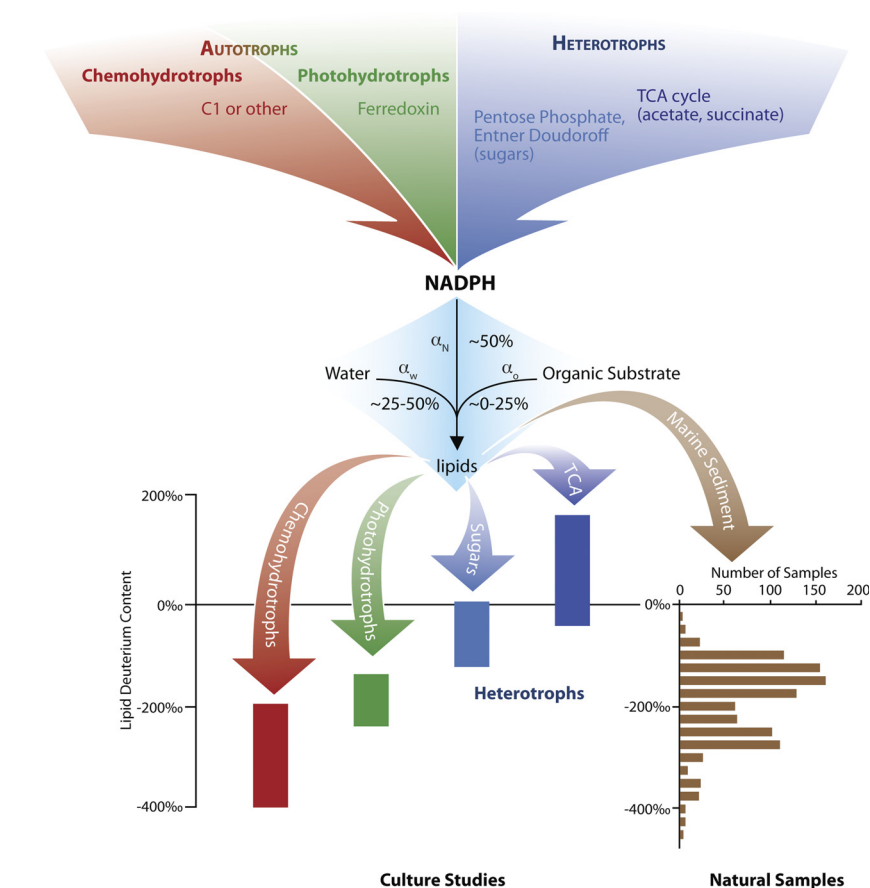 AUTOTROPHS
HETEROTROPHS
Chemohydrotrophs
Photohydrotrophs
C1 or other
Ferredoxin
TCA cycle
(acetate, succinate)
Pentose Phosphate,
Entner Doudoroff
(sugars)
NADPH
αN
~50%
Water
αw
αo
Organic Substrate
~25-50%
~0-25%
lipids
Chemohydrotrophs
Photohydrotrophs
Sugars
TCA
Marine Sediment
Lipid Deuterium Content
200‰
0‰
-200‰
-400‰
Heterotrophs
Number of Samples
0 50 100 150 200
0‰
-200‰
-400‰
Culture Studies
Natural Samples